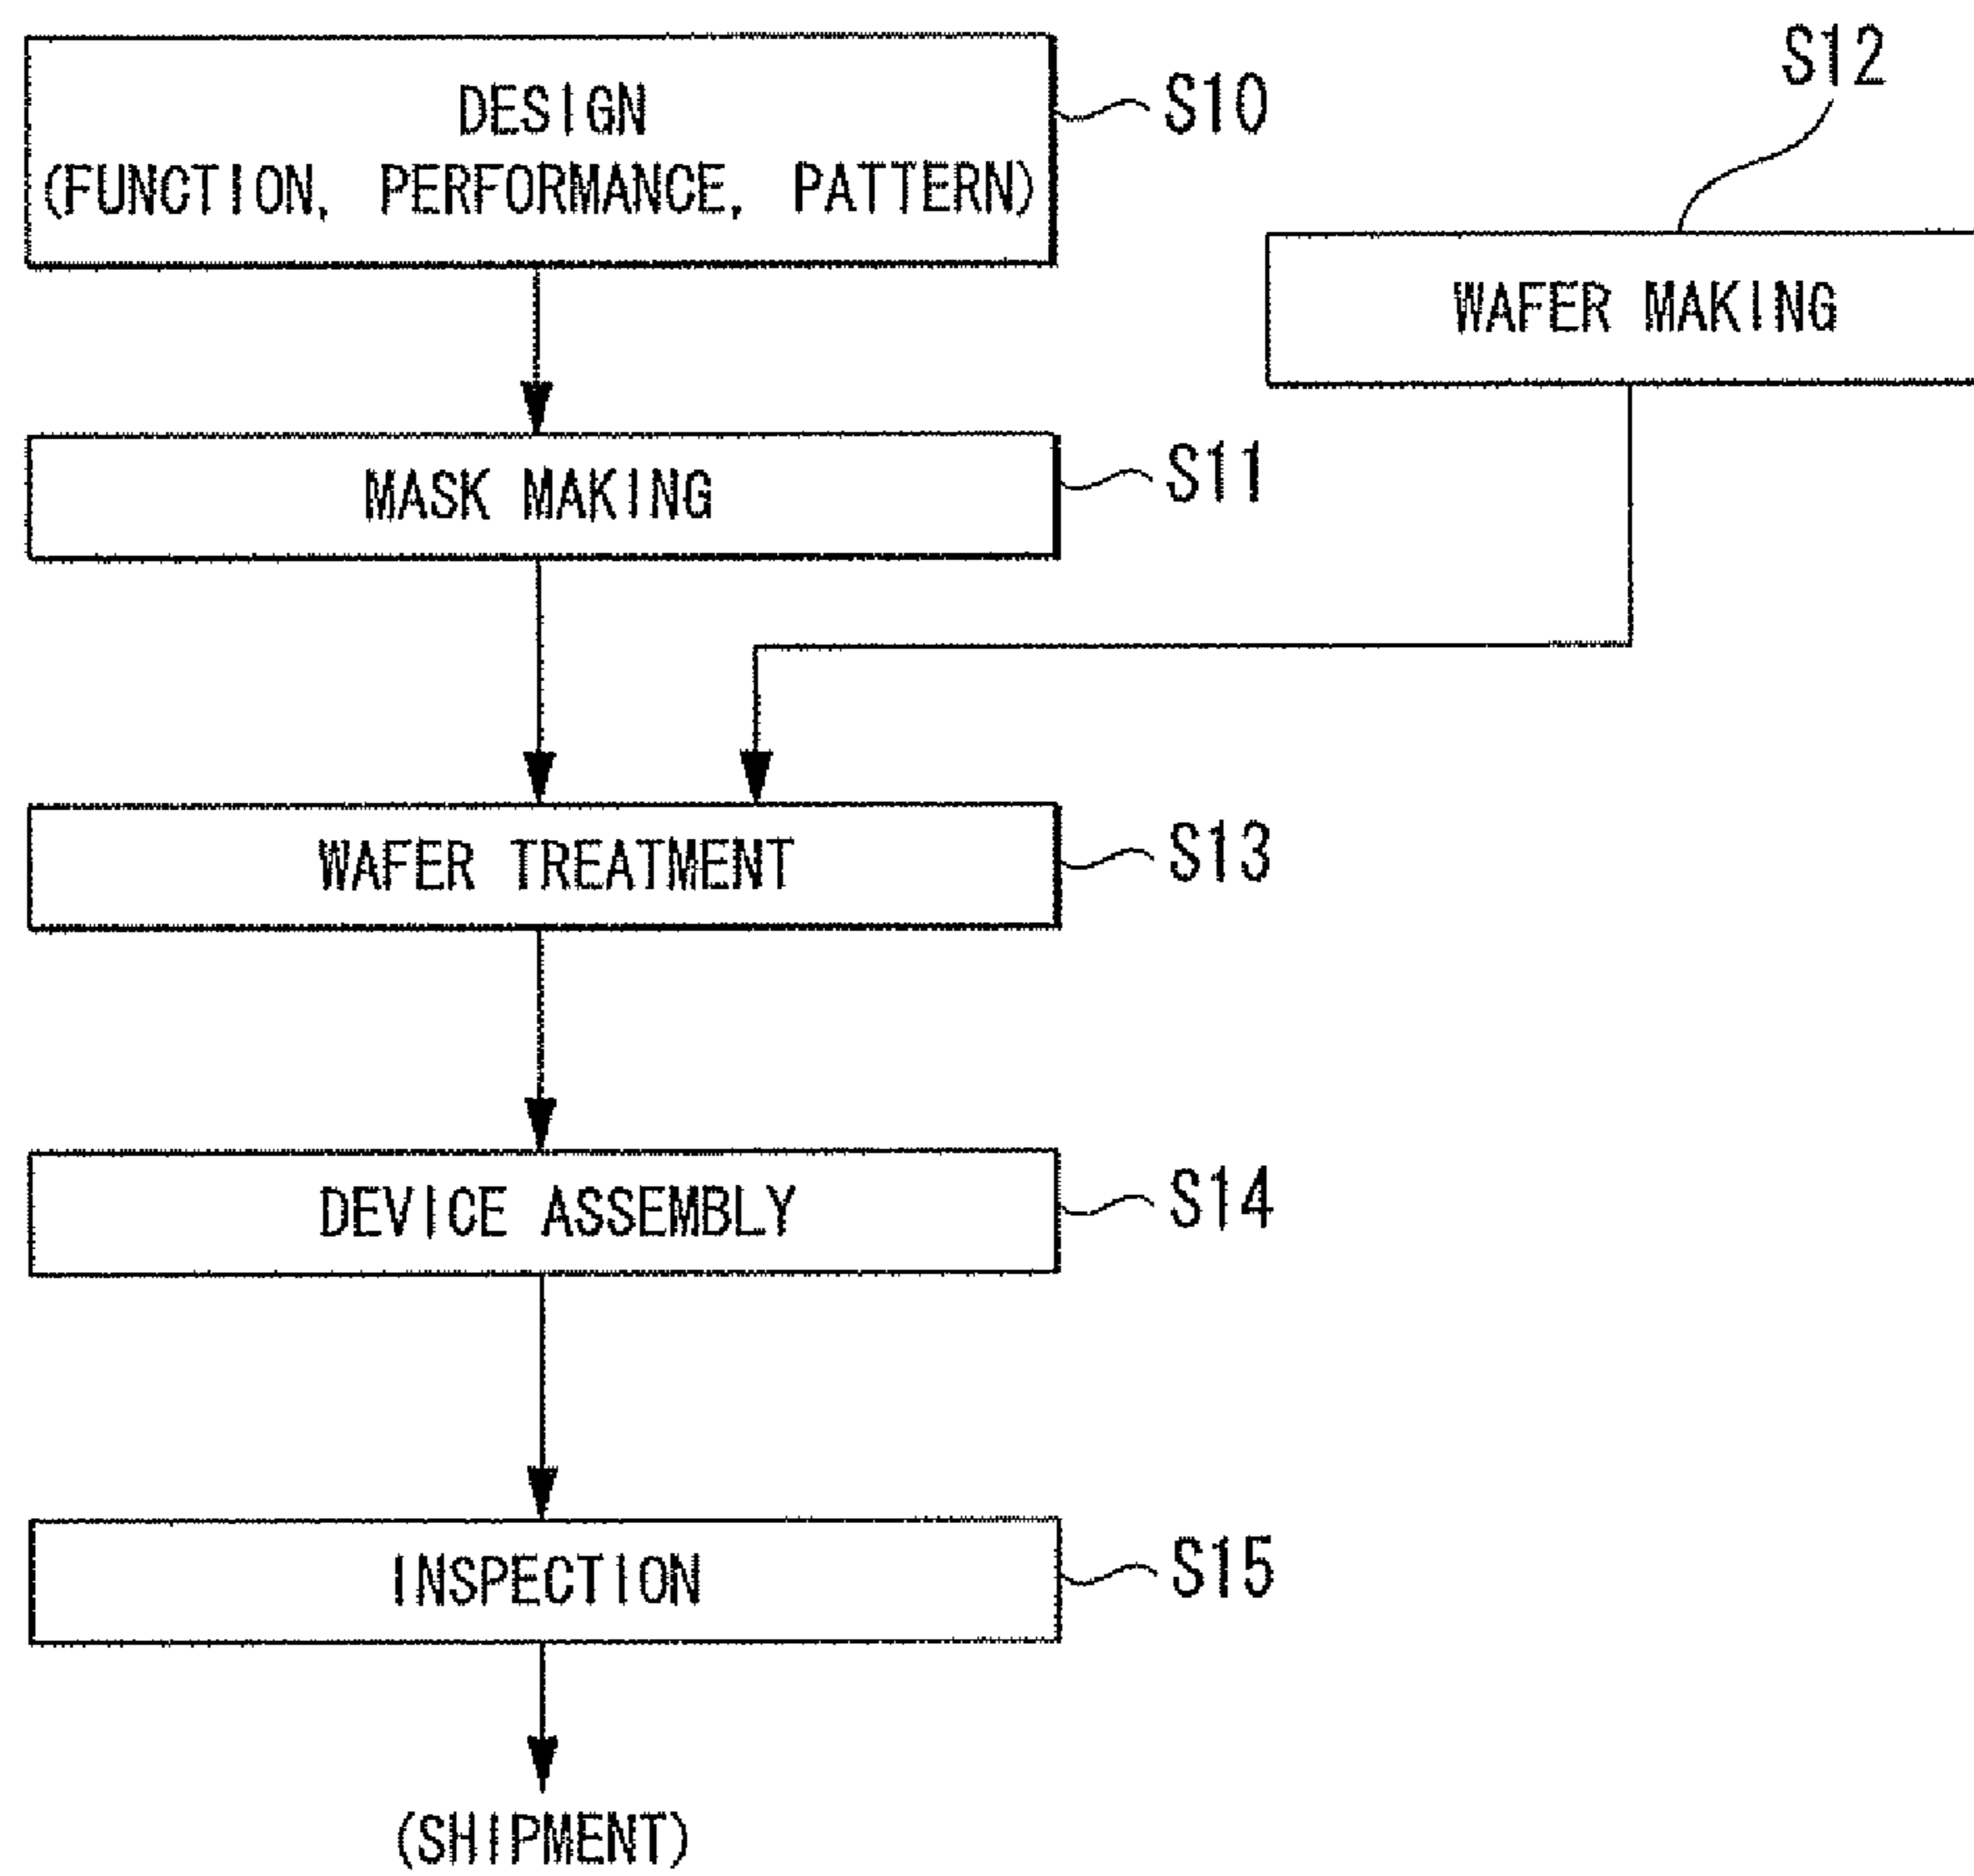 DESIGN
(FUNCTION, PERFORMANCE, PATTERN)
S10
S12
WAFER MAKING
MASK MAKING
S11
WAFER TREATMENT
S13
DEVICE ASSEMBLY
S14
INSPECTION
S15
(SHIPMENT)